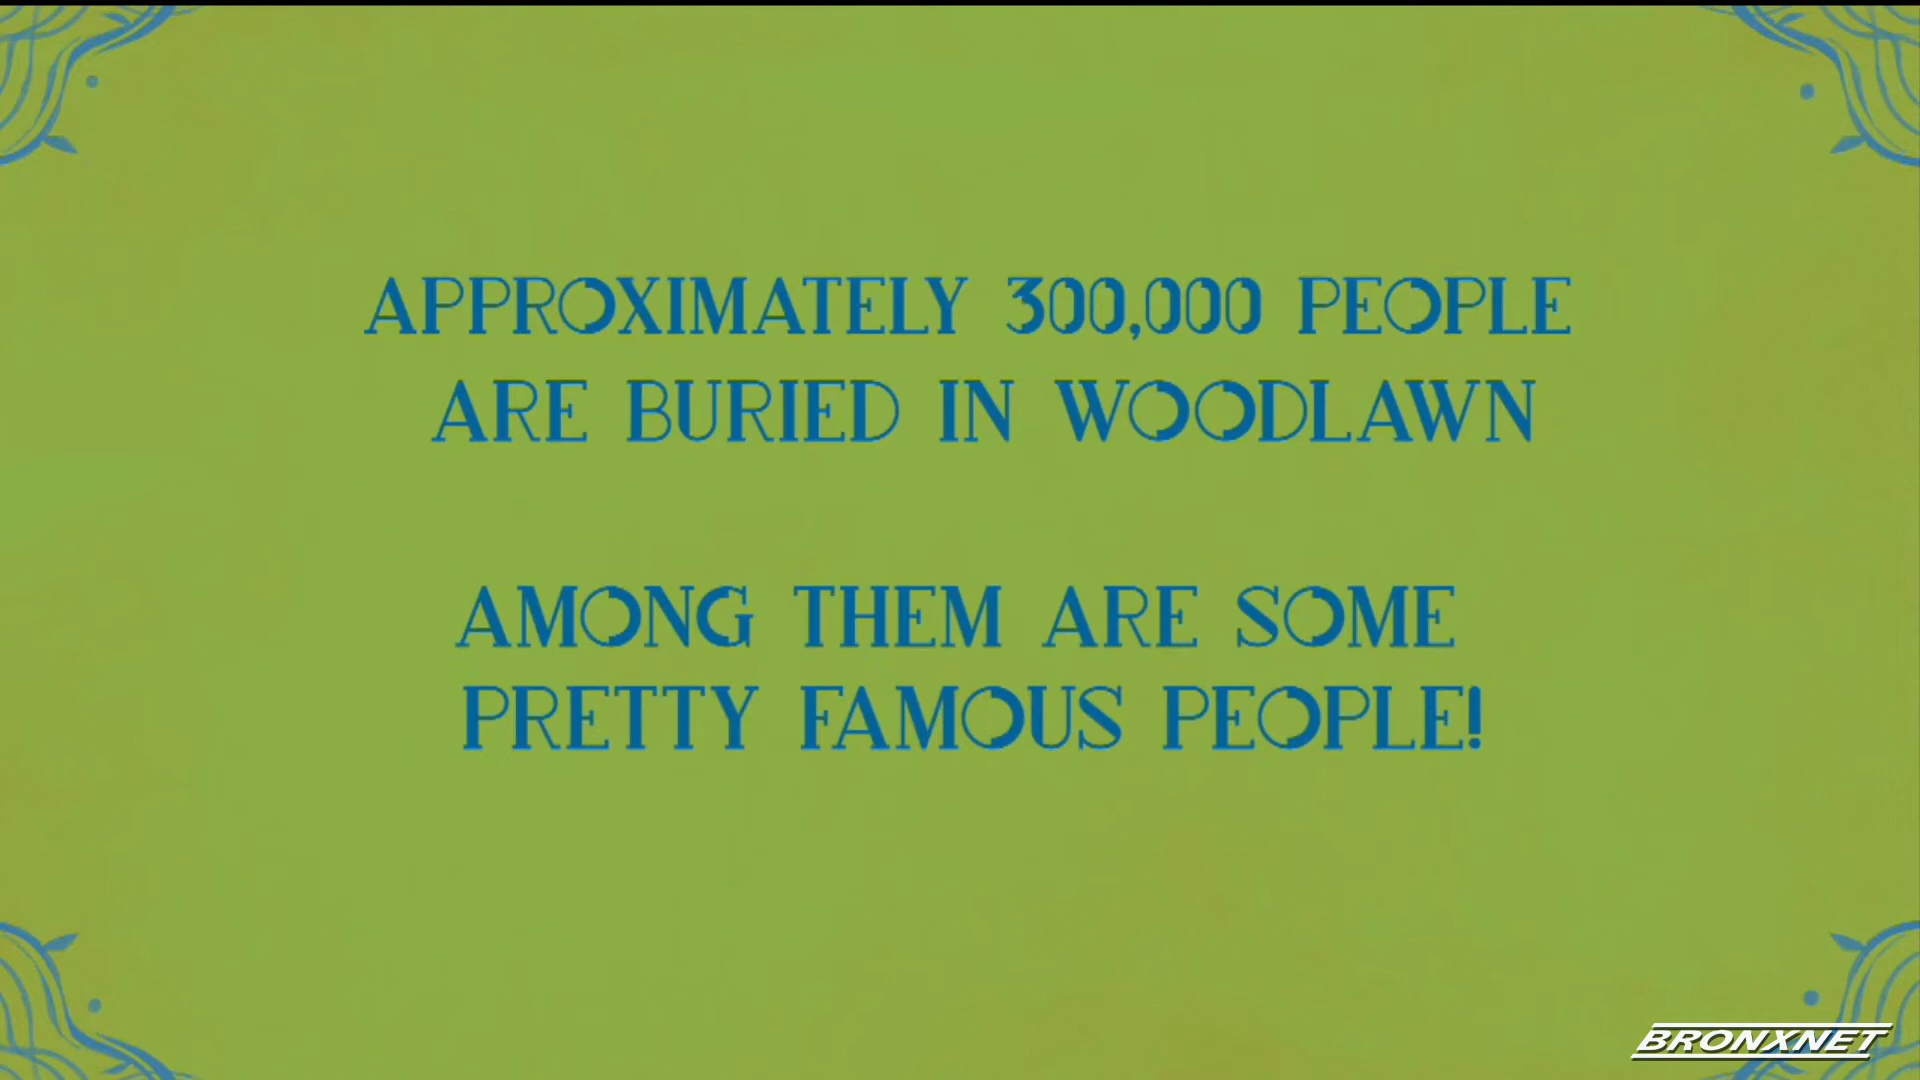 APPROXIMATELY 300,000 PEOPLE
ARE BURIED IN WOODLAWN
AMONG THEM ARE SOME
PRETTY FAMOUS PEOPLE!
BRONXNET